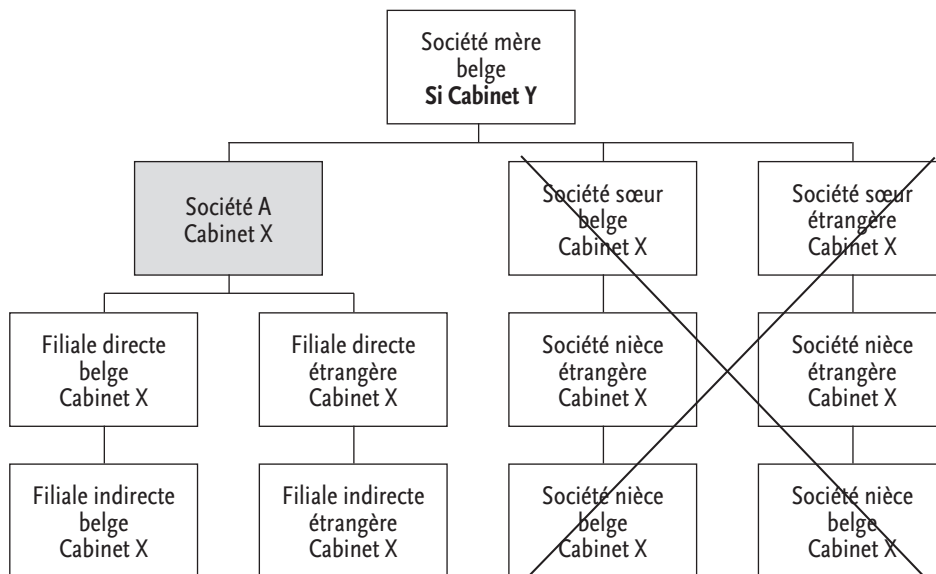 Société mère
belge
Si Cabinet Y
Société A
Cabinet X
Société sœur
belge
Cabinet X
Société sœur
étrangère
Cabinet X
Filiale directe
belge
Cabinet X
Filiale directe
étrangère
Cabinet X
Société nièce
étrangère
Cabinet X
Société nièce
étrangère
Cabinet X
Filiale indirecte
belge
Cabinet X
Filiale indirecte
étrangère
Cabinet X
Société nièce
belge
Cabinet X
Société nièce
belge
Cabinet X